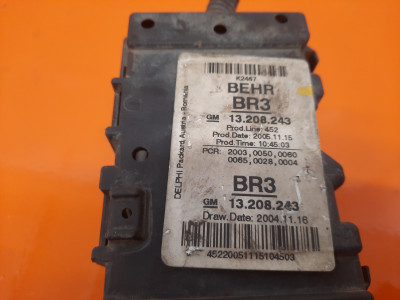 K2467
BEHR
BR3
GM 13.208.243
Prod.Line: 452
Prod.Date: 2005.11.15
Prod.Time: 10:45:03
PCR: 2003,0050,0060
0065,0028,0004
BR3
GM 13.208.243
Draw.Date: 2004.11.16
45220051115104503
DELPHI Packard Austria - Romania